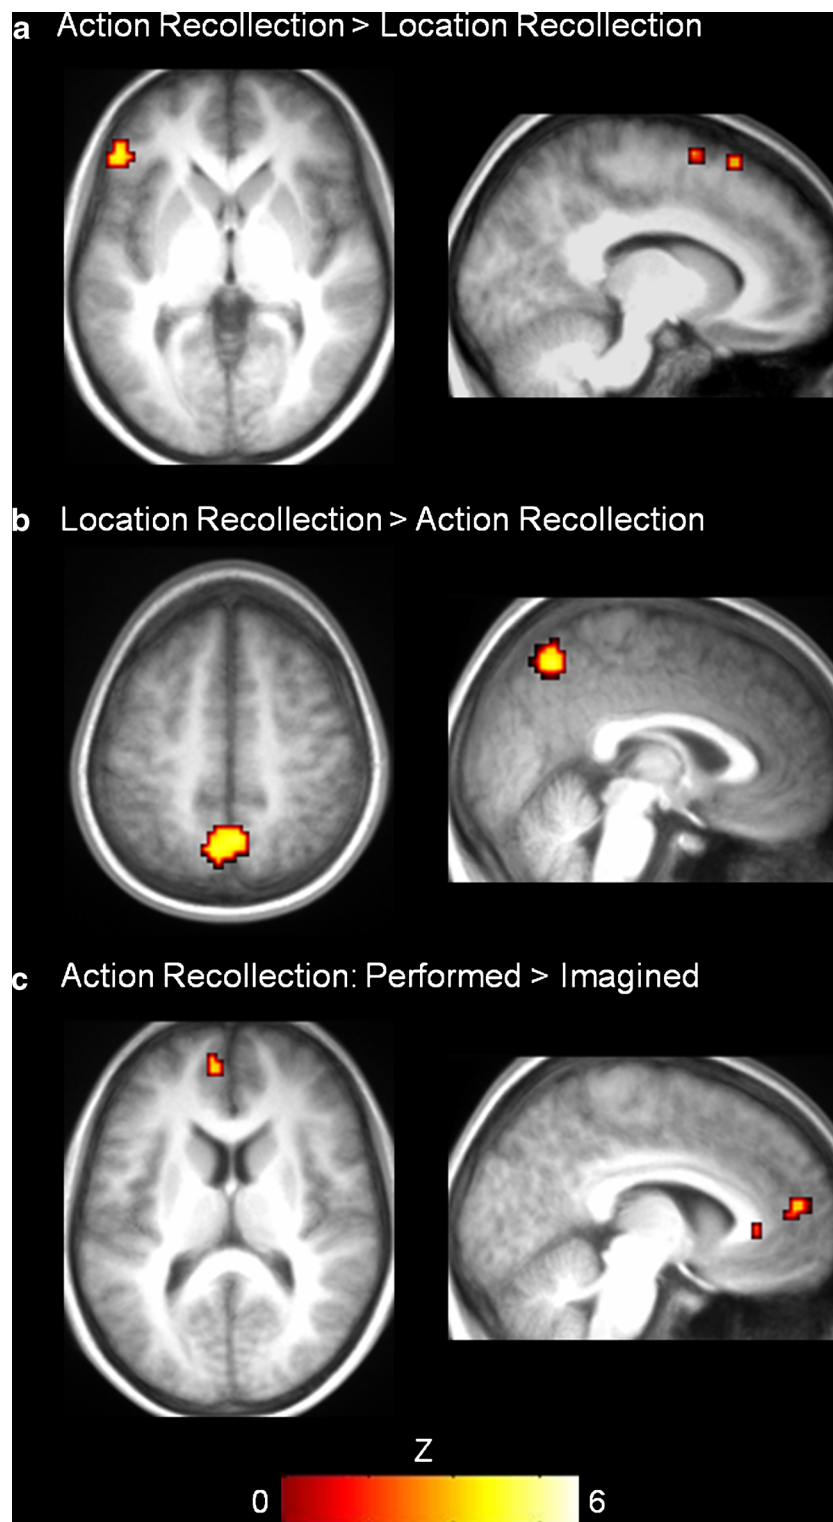 a Action Recollection > Location Recollection
b Location Recollection > Action Recollection
c Action Recollection: Performed > Imagined
Z
0 6